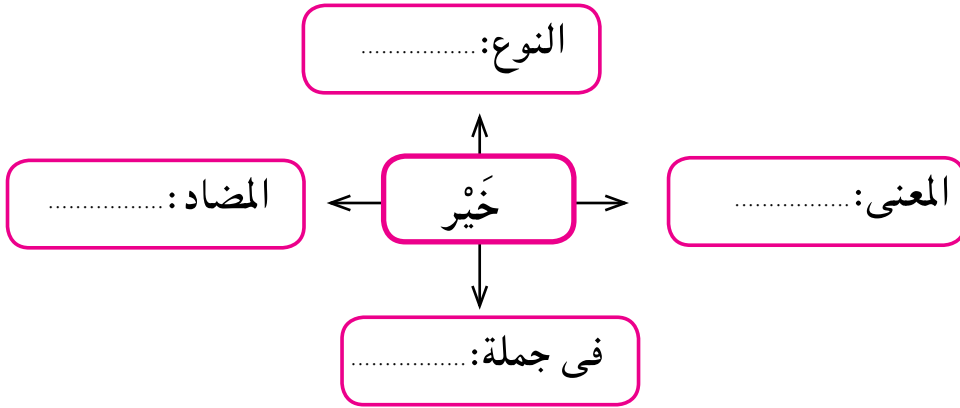 النوع: ................
المعنى: ................
خَيْر
المضاد: ................
فى جملة: ................